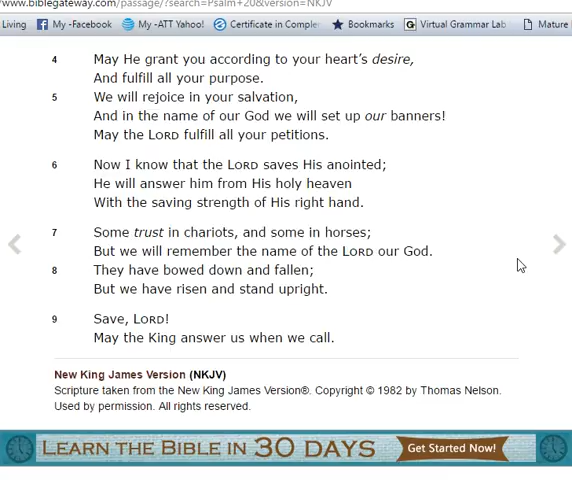 www.biblegateway.com/passage/?search=Psalm+20&version=NKJV
Living My -Facebook My -ATT Yahoo! Certificate in Complem Bookmarks Virtual Grammar Lab Mature
4 May He grant you according to your heart's desire,
And fulfill all your purpose.
5 We will rejoice in your salvation,
And in the name of our God we will set up our banners!
May the LORD fulfill all your petitions.
6 Now I know that the LORD saves His anointed;
He will answer him from His holy heaven
With the saving strength of His right hand.
7 Some trust in chariots, and some in horses;
But we will remember the name of the LORD our God.
8 They have bowed down and fallen;
But we have risen and stand upright.
9 Save, LORD!
May the King answer us when we call.
New King James Version (NKJV)
Scripture taken from the New King James Version®. Copyright © 1982 by Thomas Nelson.
Used by permission. All rights reserved.
LEARN THE BIBLE IN 30 DAYS Get Started Now!